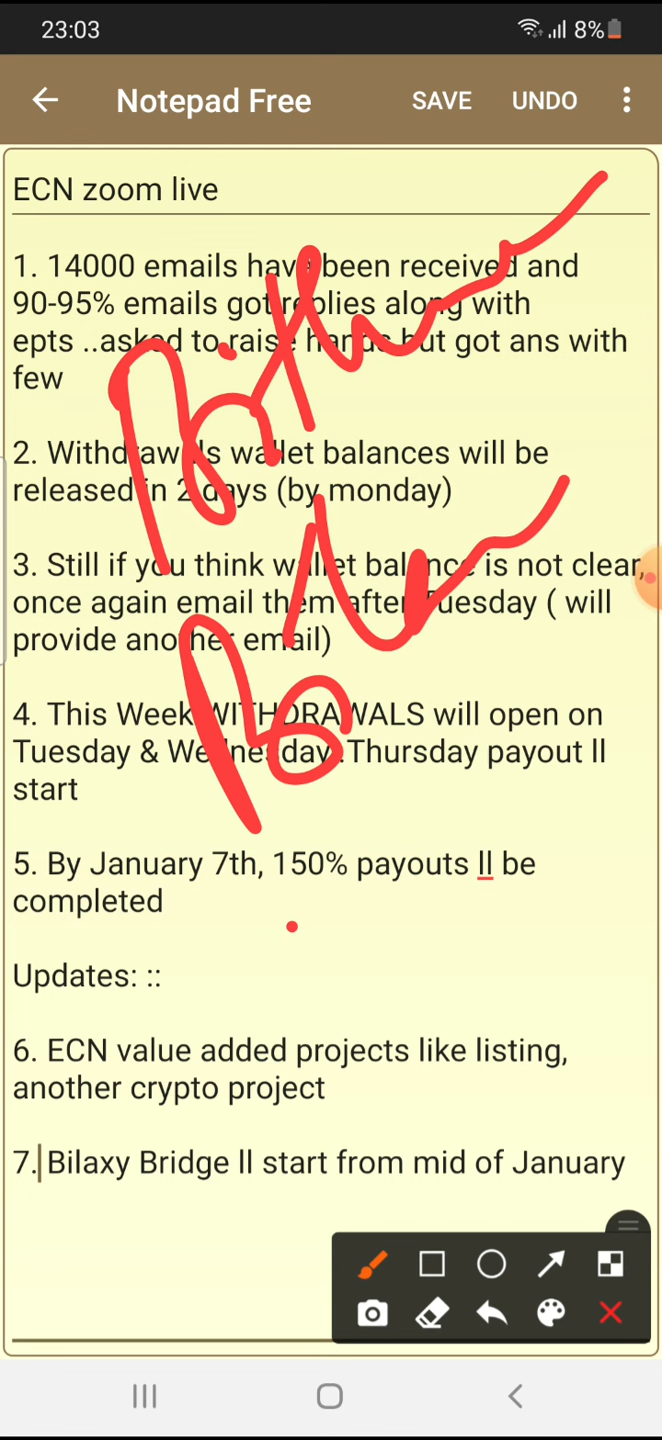 23:03
8%
Notepad Free
SAVE
UNDO
ECN zoom live
1. 14000 emails have been received and
90-95% emails got replies along with
epts ..asked to raise hands but got ans with
few
2. Withdrawals wallet balances will be
released in 2 days (by monday)
3. Still if you think wallet balance is not clear,
once again email them after Tuesday ( will
provide another email)
4. This Week WITHDRAWALS will open on
Tuesday & Wednesday. Thursday payout ll
start
5. By January 7th, 150% payouts ll be
completed
Updates: ::
6. ECN value added projects like listing,
another crypto project
7. Bilaxy Bridge ll start from mid of January